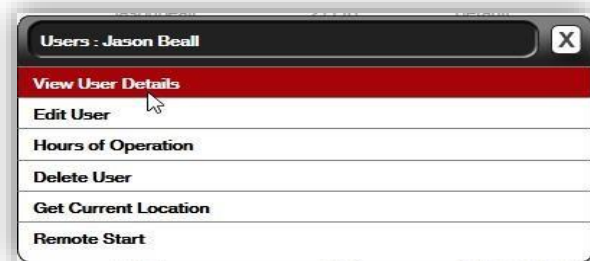 Users : Jason Beall
X
View User Details
Edit User
Hours of Operation
Delete User
Get Current Location
Remote Start